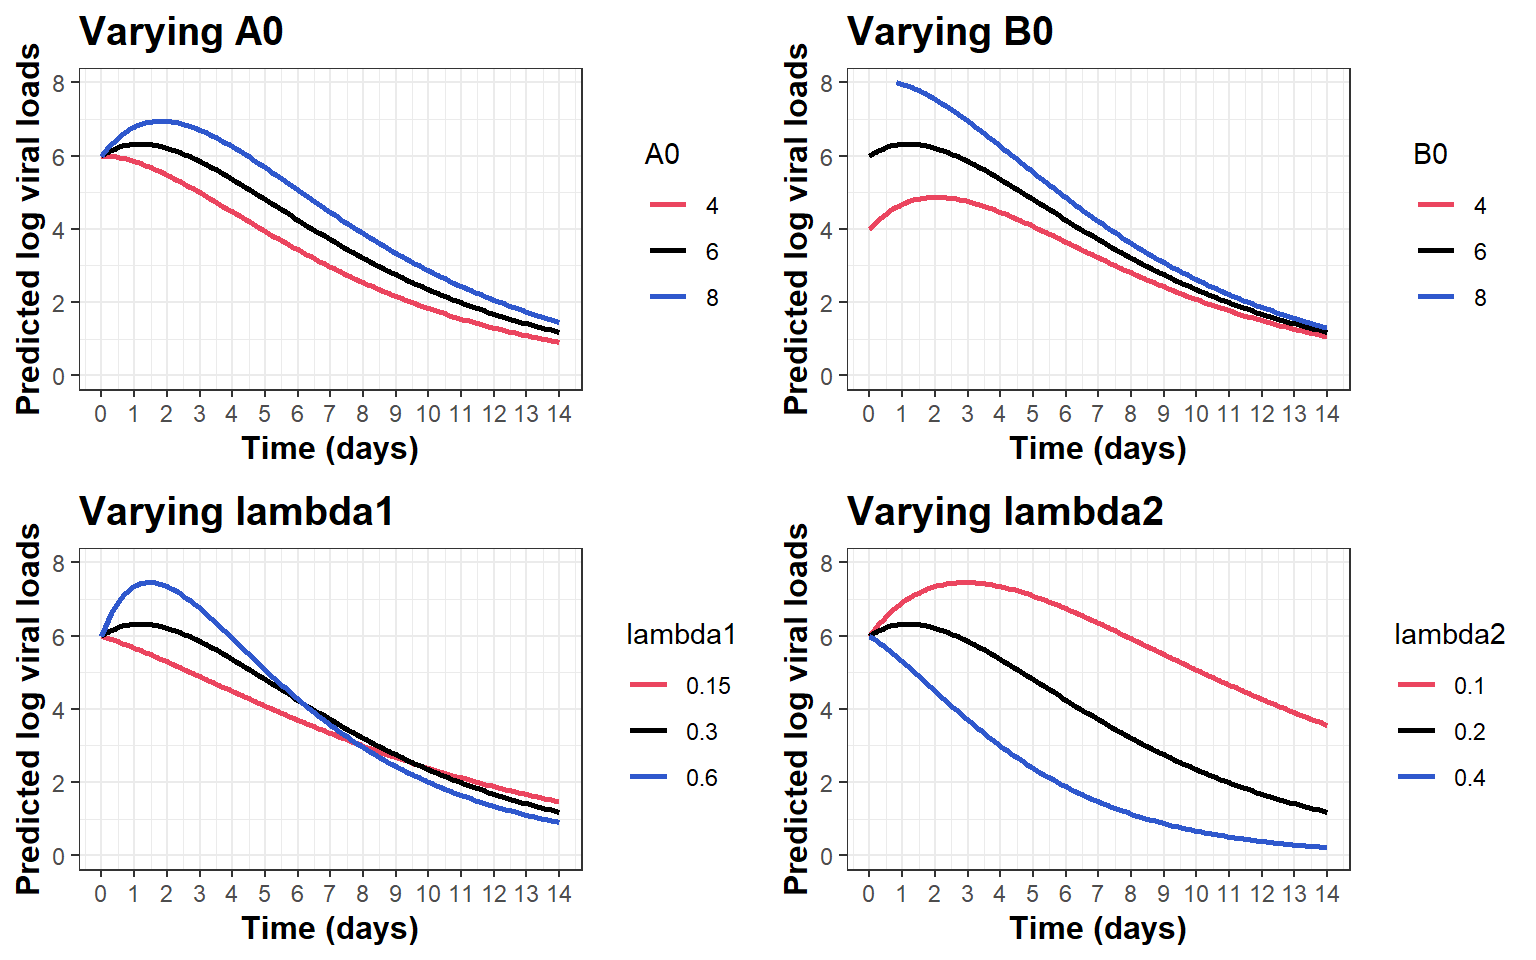 Varying A0
Predicted log viral loads
8
6
4
2
0
0 1 2 3 4 5 6 7 8 9 10 11 12 13 14
Time (days)
A0
4
6
8
Varying B0
Predicted log viral loads
8
6
4
2
0
0 1 2 3 4 5 6 7 8 9 10 11 12 13 14
Time (days)
B0
4
6
8
Varying lambda1
Predicted log viral loads
8
6
4
2
0
0 1 2 3 4 5 6 7 8 9 10 11 12 13 14
Time (days)
lambda1
0.15
0.3
0.6
Varying lambda2
Predicted log viral loads
8
6
4
2
0
0 1 2 3 4 5 6 7 8 9 10 11 12 13 14
Time (days)
lambda2
0.1
0.2
0.4